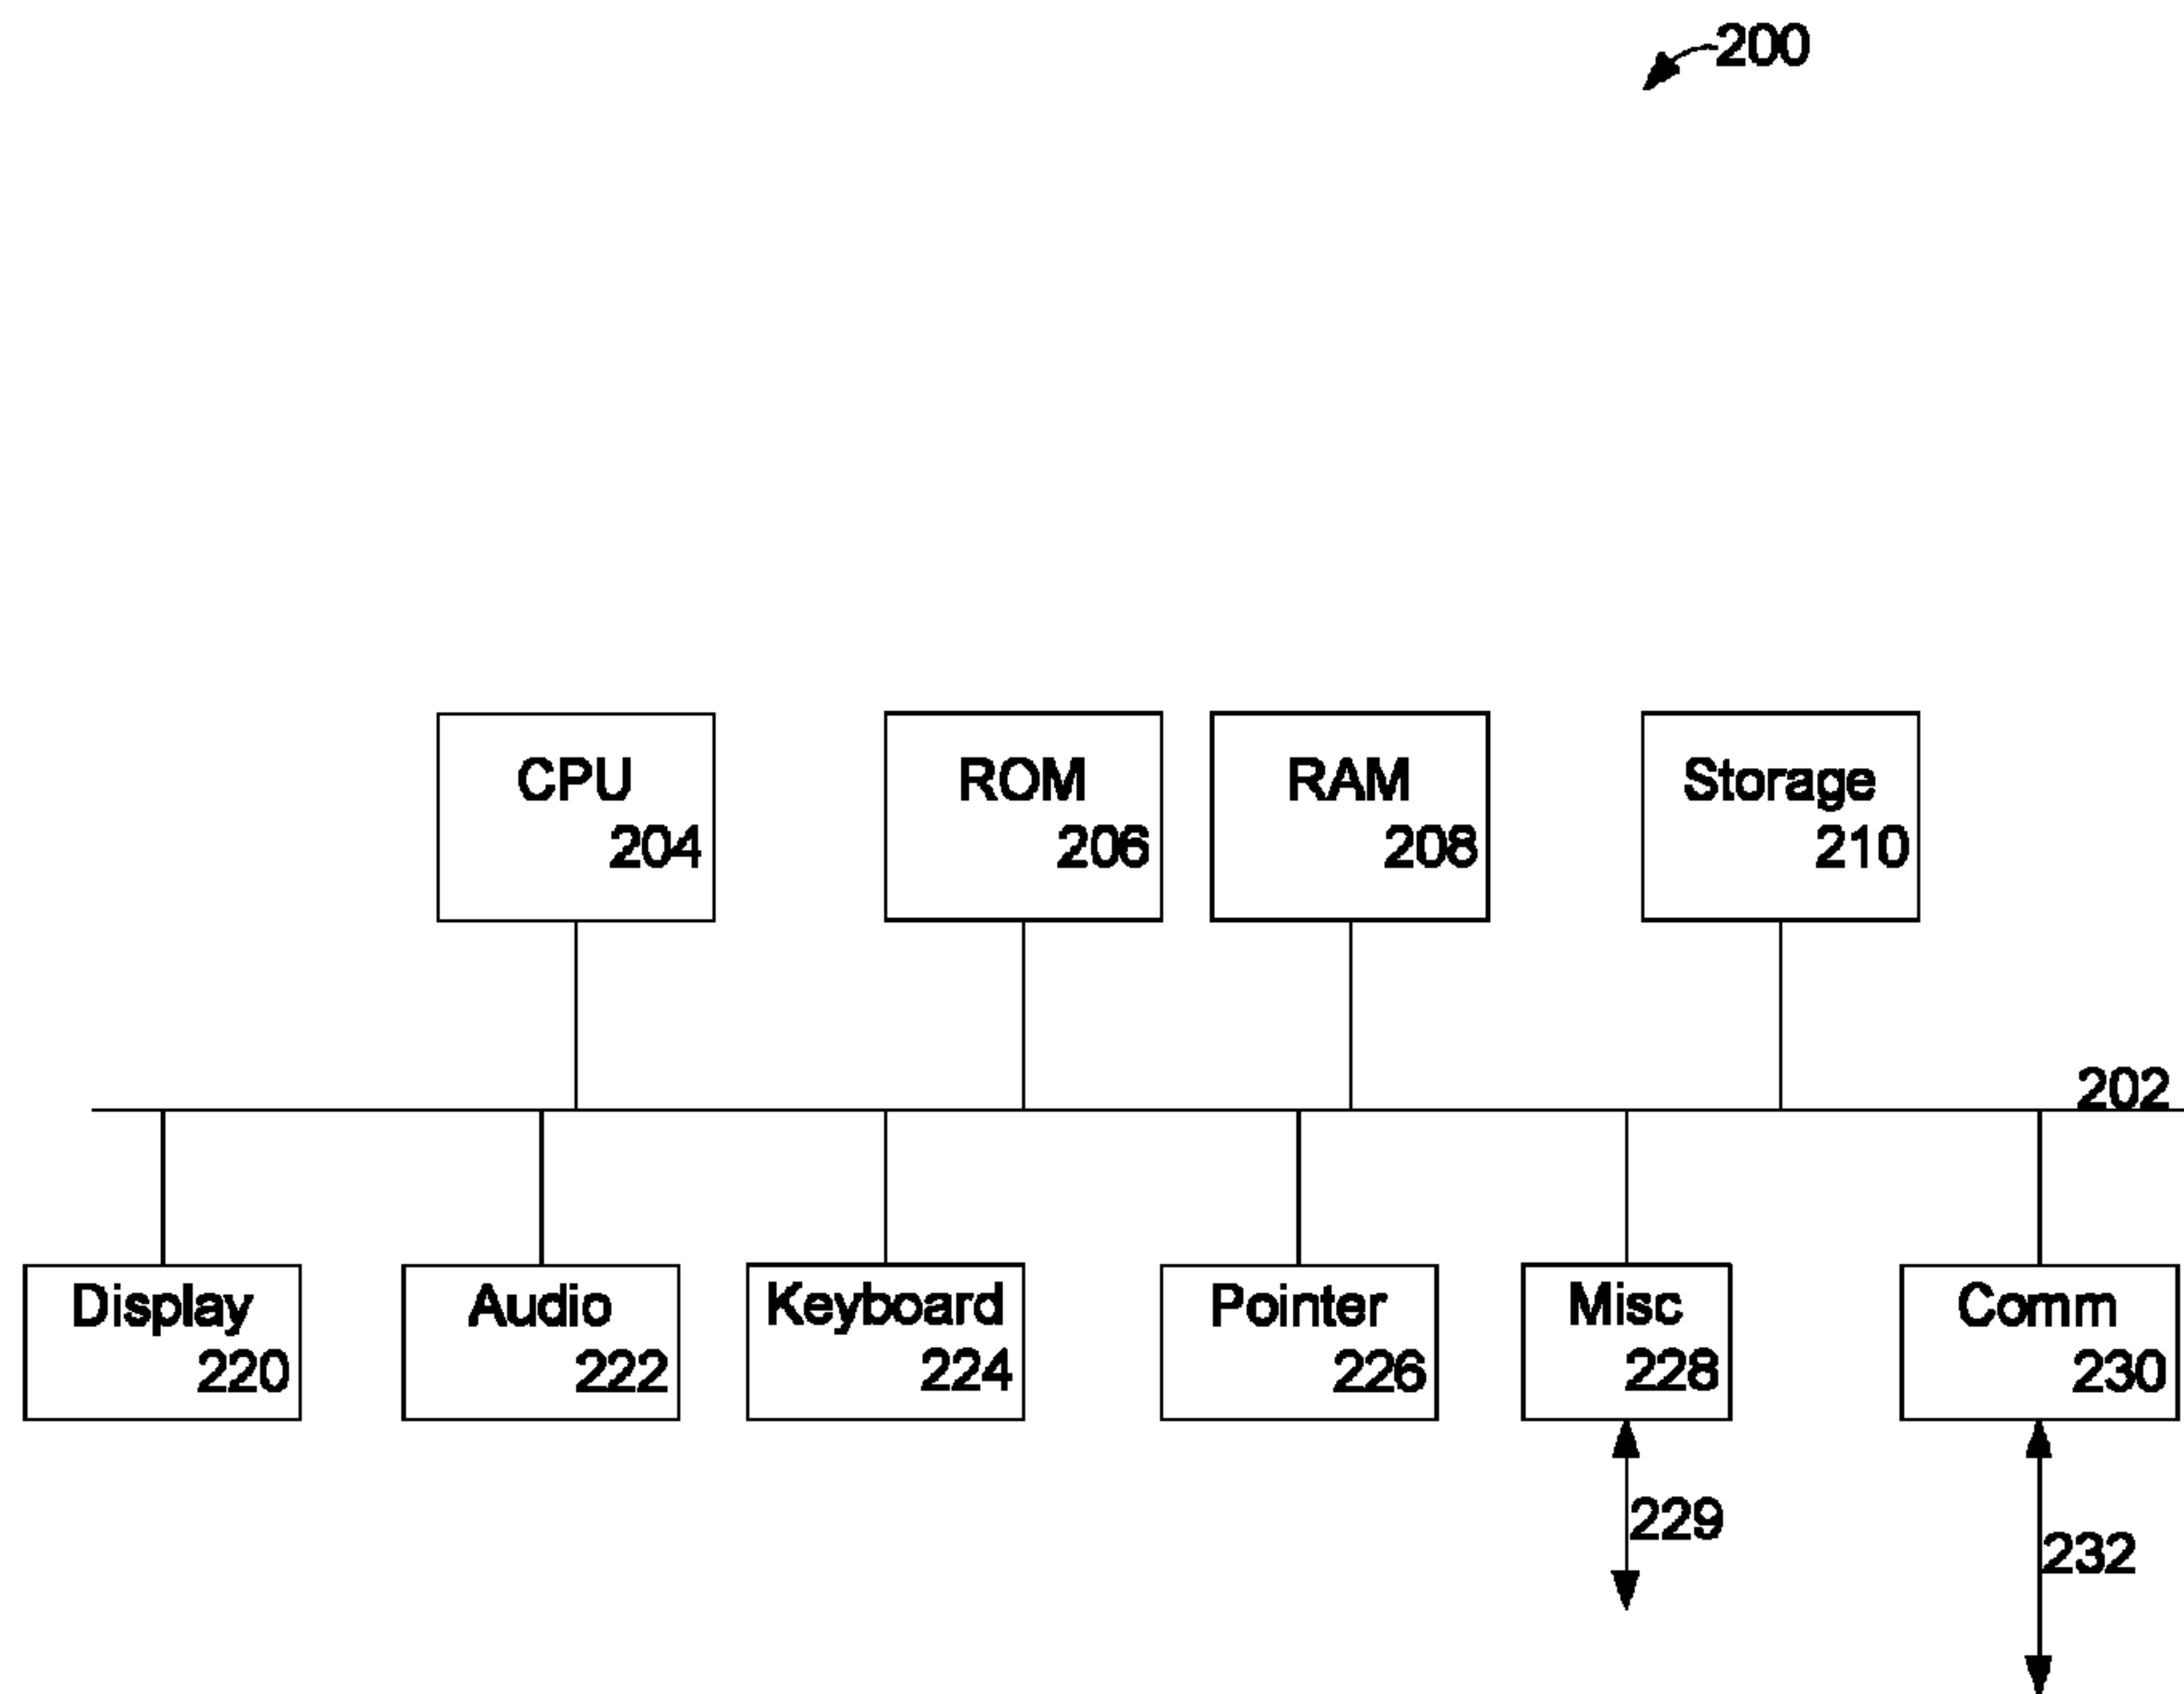 200
CPU
204
ROM
206
RAM
208
Storage
210
202
Display
220
Audio
222
Keyboard
224
Pointer
226
Misc
228
Comm
230
229
232